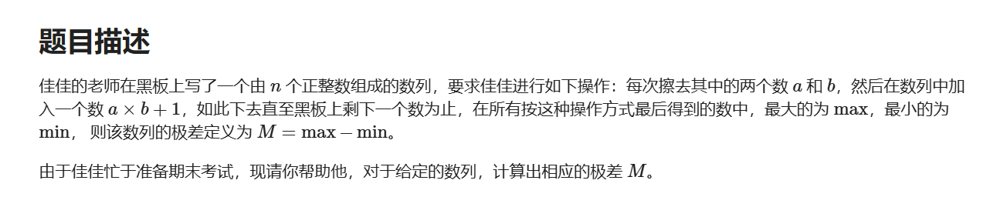 题目描述
佳佳的老师在黑板上写了一个由 n 个正整数组成的数列，要求佳佳进行如下操作：每次擦去其中的两个数 a 和 b，然后在数列中加
入一个数 a × b + 1，如此下去直至黑板上剩下一个数为止，在所有按这种操作方式最后得到的数中，最大的为 max，最小的为
min， 则该数列的极差定义为 M = max − min。
由于佳佳忙于准备期末考试，现请你帮助他，对于给定的数列，计算出相应的极差 M。